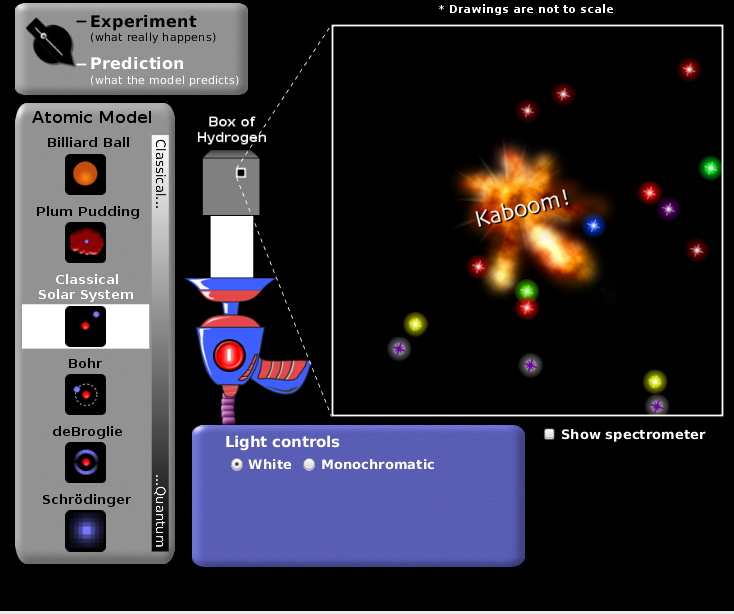 * Drawings are not to scale
Experiment
(what really happens)
Prediction
(what the model predicts)
Atomic Model
Billiard Ball
Plum Pudding
Classical
Solar System
Bohr
deBroglie
Schrödinger
Classical...
...Quantum
Box of
Hydrogen
Kaboom!
Light controls
White
Monochromatic
Show spectrometer